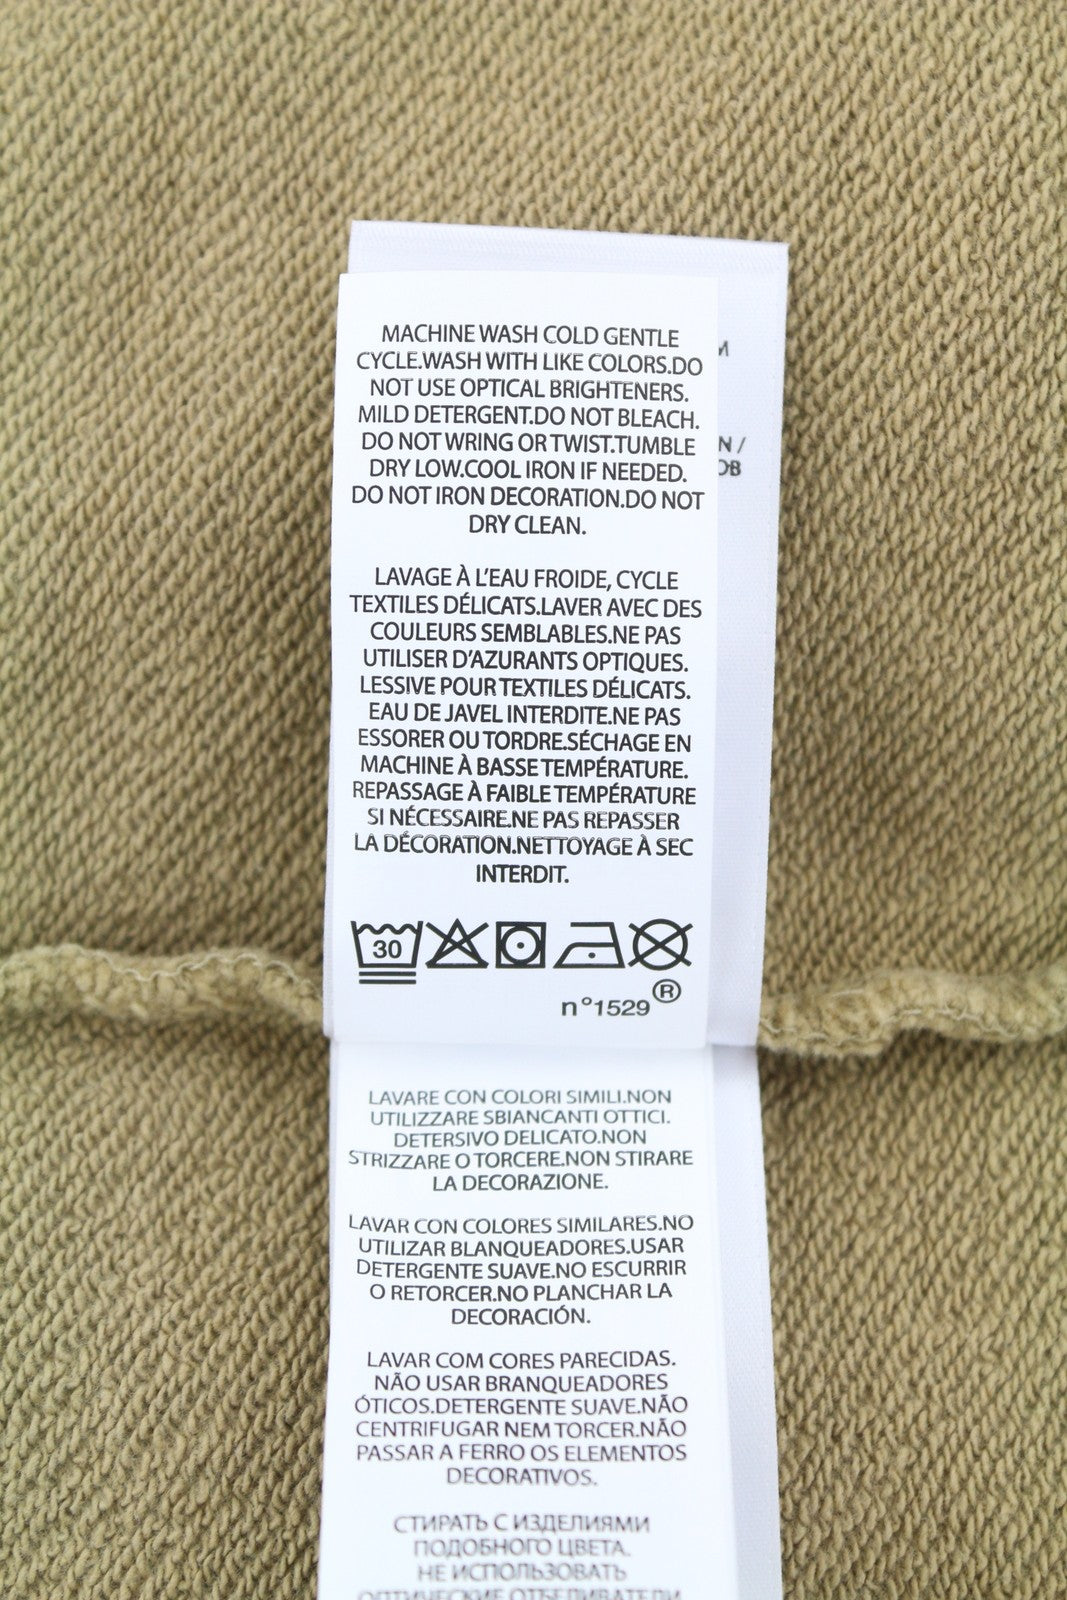 MACHINE WASH COLD GENTLE
CYCLE.WASH WITH LIKE COLORS.DO
NOT USE OPTICAL BRIGHTENERS.
MILD DETERGENT.DO NOT BLEACH.
DO NOT WRING OR TWIST.TUMBLE
DRY LOW.COOL IRON IF NEEDED.
DO NOT IRON DECORATION.DO NOT
DRY CLEAN.
LAVAGE À L'EAU FROIDE, CYCLE
TEXTILES DÉLICATS.LAVER AVEC DES
COULEURS SEMBLABLES.NE PAS
UTILISER D'AZURANTS OPTIQUES.
LESSIVE POUR TEXTILES DÉLICATS.
EAU DE JAVEL INTERDITE.NE PAS
ESSORER OU TORDRE.SÉCHAGE EN
MACHINE À BASSE TEMPÉRATURE.
REPASSAGE À FAIBLE TEMPÉRATURE
SI NÉCESSAIRE.NE PAS REPASSER
LA DÉCORATION.NETTOYAGE À SEC
INTERDIT.
30
n°1529®
LAVARE CON COLORI SIMILI.NON
UTILIZZARE SBIANCANTI OTTICI.
DETERSIVO DELICATO.NON
STRIZZARE O TORCERE.NON STIRARE
LA DECORAZIONE.
LAVAR CON COLORES SIMILARES.NO
UTILIZAR BLANQUEADORES.USAR
DETERGENTE SUAVE.NO ESCURRIR
O RETORCER.NO PLANCHAR LA
DECORACIÓN.
LAVAR COM CORES PARECIDAS.
NÃO USAR BRANQUEADORES
ÓTICOS.DETERGENTE SUAVE.NÃO
CENTRIFUGAR NEM TORCER.NÃO
PASSAR A FERRO OS ELEMENTOS
DECORATIVOS.
СТИРАТЬ С ИЗДЕЛИЯМИ
ПОДОБНОГО ЦВЕТА.
НЕ ИСПОЛЬЗОВАТЬ
ОПТИЧЕСКИЕ ОТБЕЛИВАТЕЛИ